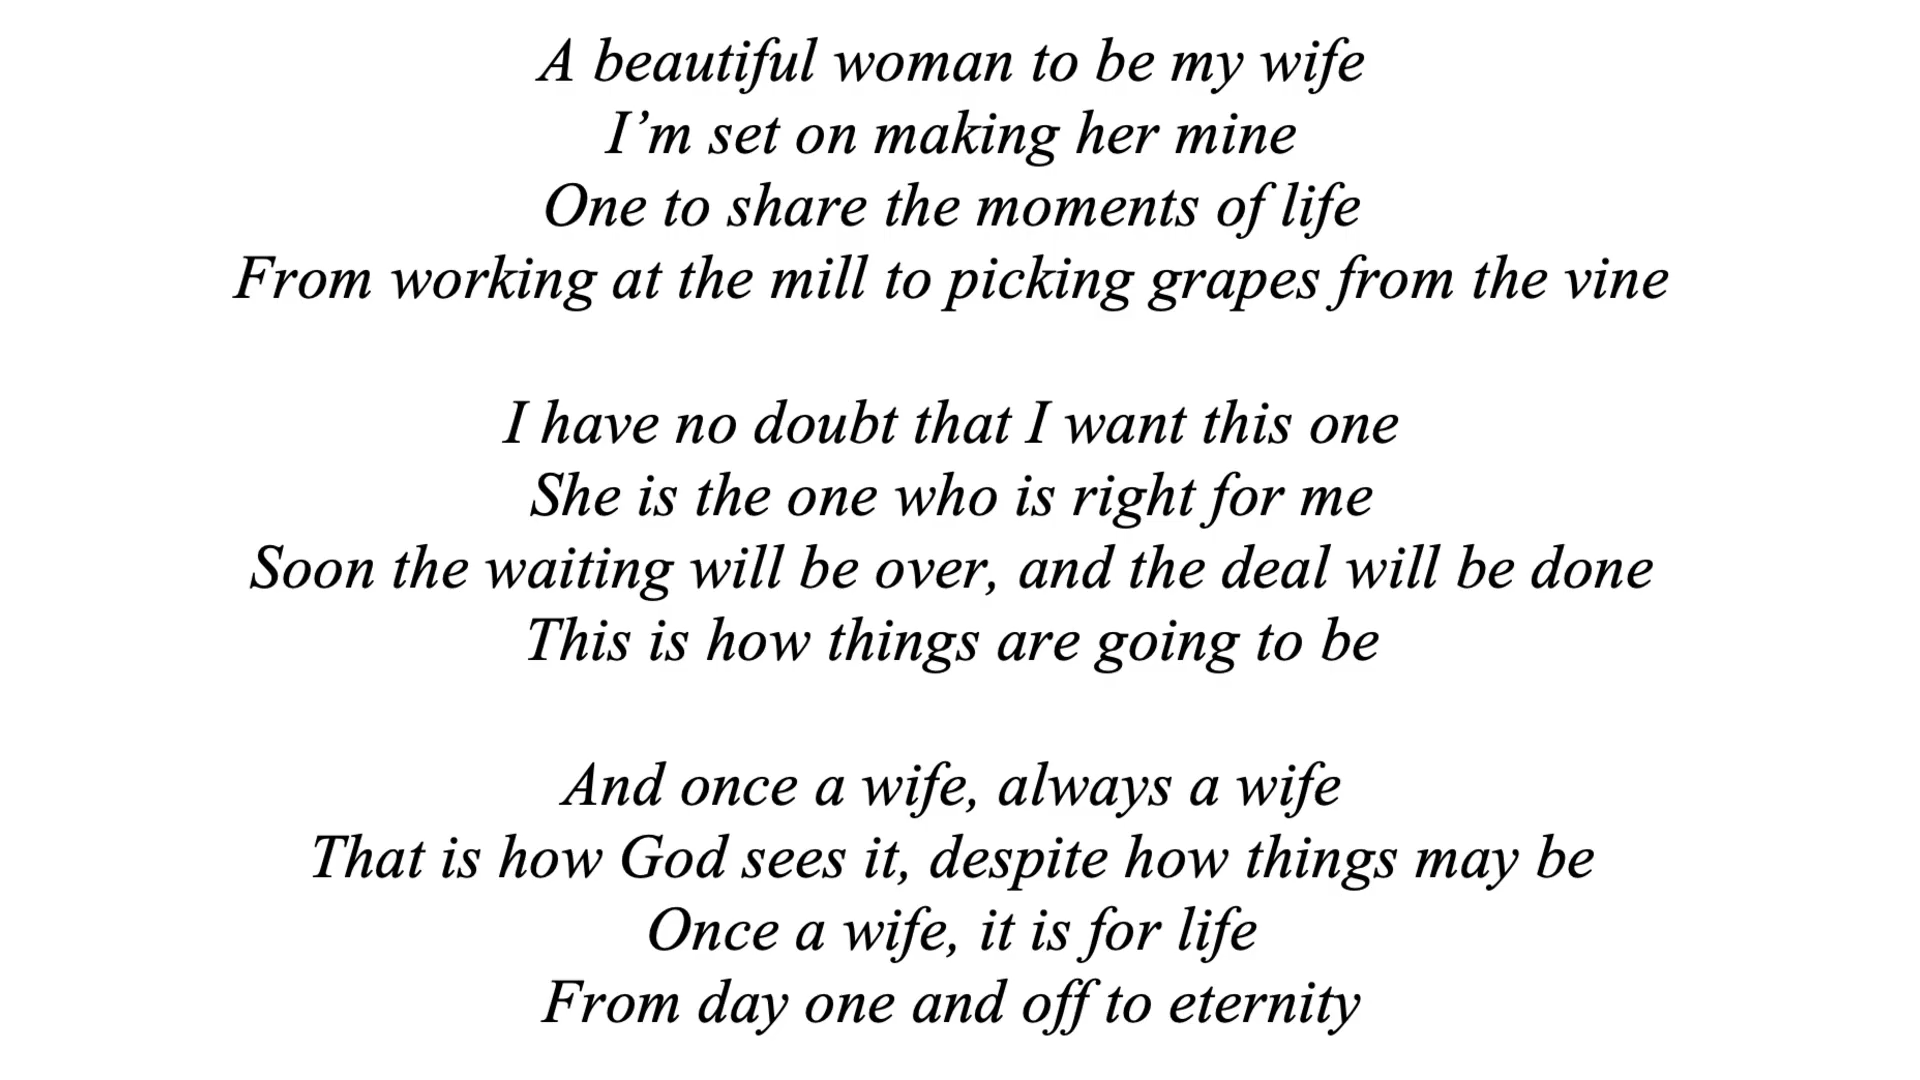 A beautiful woman to be my wife
I’m set on making her mine
One to share the moments of life
From working at the mill to picking grapes from the vine
I have no doubt that I want this one
She is the one who is right for me
Soon the waiting will be over, and the deal will be done
This is how things are going to be
And once a wife, always a wife
That is how God sees it, despite how things may be
Once a wife, it is for life
From day one and off to eternity